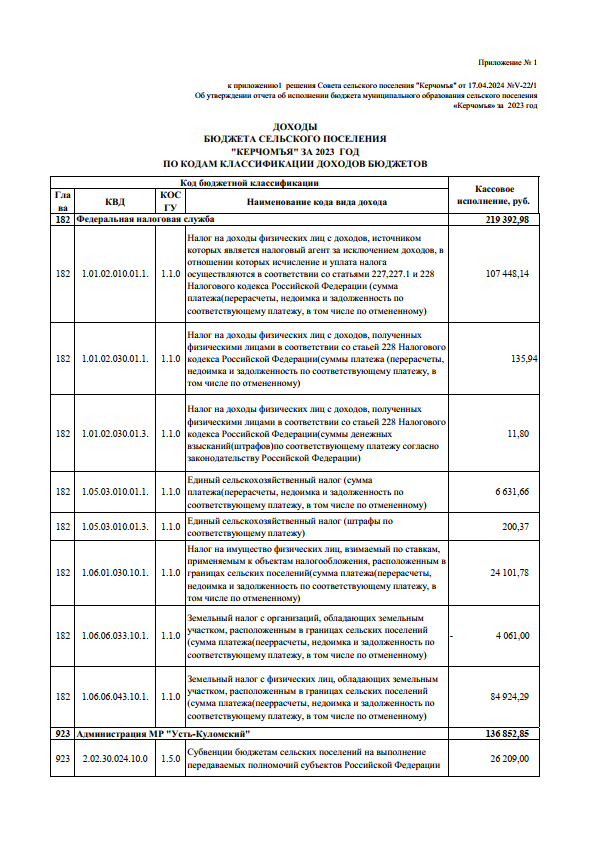 Приложение № 1
к приложению1 решения Совета сельского поселения "Керчомъя" от 17.04.2024 №V-22/1
Об утверждении отчета об исполнении бюджета муниципального образования сельского поселения
«Керчомъя» за 2023 год
ДОХОДЫ
БЮДЖЕТА СЕЛЬСКОГО ПОСЕЛЕНИЯ
"КЕРЧОМЪЯ" ЗА 2023 ГОД
ПО КОДАМ КЛАССИФИКАЦИИ ДОХОДОВ БЮДЖЕТОВ
Код бюджетной классификации
Кассовое
исполнение, руб.
Гла
ва
КВД
КОС
ГУ
Наименование кода вида дохода
182 Федеральная налоговая служба 219 392,98
Налог на доходы физических лиц с доходов, источником
которых является налоговый агент за исключением доходов, в
отношении которых исчисление и уплата налога
182 1.01.02.010.01.1. 1.1.0 осуществляются в соответствии со статьями 227,227.1 и 228 107 448,14
Налогового кодекса Российской Федерации (сумма
платежа(перерасчеты, недоимка и задолженность по
соответствующему платежу, в том числе по отмененному)
Налог на доходы физических лиц с доходов, полученных
физическими лицами в соответствии со стаьей 228 Налогового
182 1.01.02.030.01.1. 1.1.0 кодекса Российской Федерации(суммы платежа (перерасчеты, 135,94
недоимка и задолженность по соответствующему платежу, в
том числе по отмененному)
Налог на доходы физических лиц с доходов, полученных
физическими лицами в соответствии со стаьей 228 Налогового
182 1.01.02.030.01.3. 1.1.0 кодекса Российской Федерации(суммы денежных 11,80
взысканий(штрафов)по соответствующему платежу согласно
законодательству Российской Федерации)
Единый сельскохозяйственный налог (сумма
182 1.05.03.010.01.1. 1.1.0 платежа(перерасчеты, недоимка и задолженность по 6 631,66
соответствующему платежу, в том числе по отмененному)
182 1.05.03.010.01.3. 1.1.0 Единый сельскохозяйственный налог (штрафы по 200,37
соответствующему платежу)
Налог на имущество физических лиц, взимаемый по ставкам,
применяемым к объектам налогообложения, расположенным в
182 1.06.01.030.10.1. 1.1.0 границах сельских поселений(сумма платежа(перерасчеты, 24 101,78
недоимка и задолженность по соответствующему платежу, в
том числе по отмененному)
Земельный налог с организаций, обладающих земельным
участком, расположенным в границах сельских поселений
182 1.06.06.033.10.1. 1.1.0 (сумма платежа(пееррасчеты, недоимка и задолженность по - 4 061,00
соответствующему платежу, в том числе по отмененному)
Земельный налог с физических лиц, обладающих земельным
участком, расположенным в границах сельских поселений
182 1.06.06.043.10.1. 1.1.0 (сумма платежа(пееррасчеты, недоимка и задолженность по 84 924,29
соответствующему платежу, в том числе по отмененному)
923 Администрация МР "Усть-Куломский" 136 852,85
923 2.02.30.024.10.0 1.5.0 Субвенции бюджетам сельских поселений на выполнение 26 209,00
передаваемых полномочий субъектов Российской Федерации